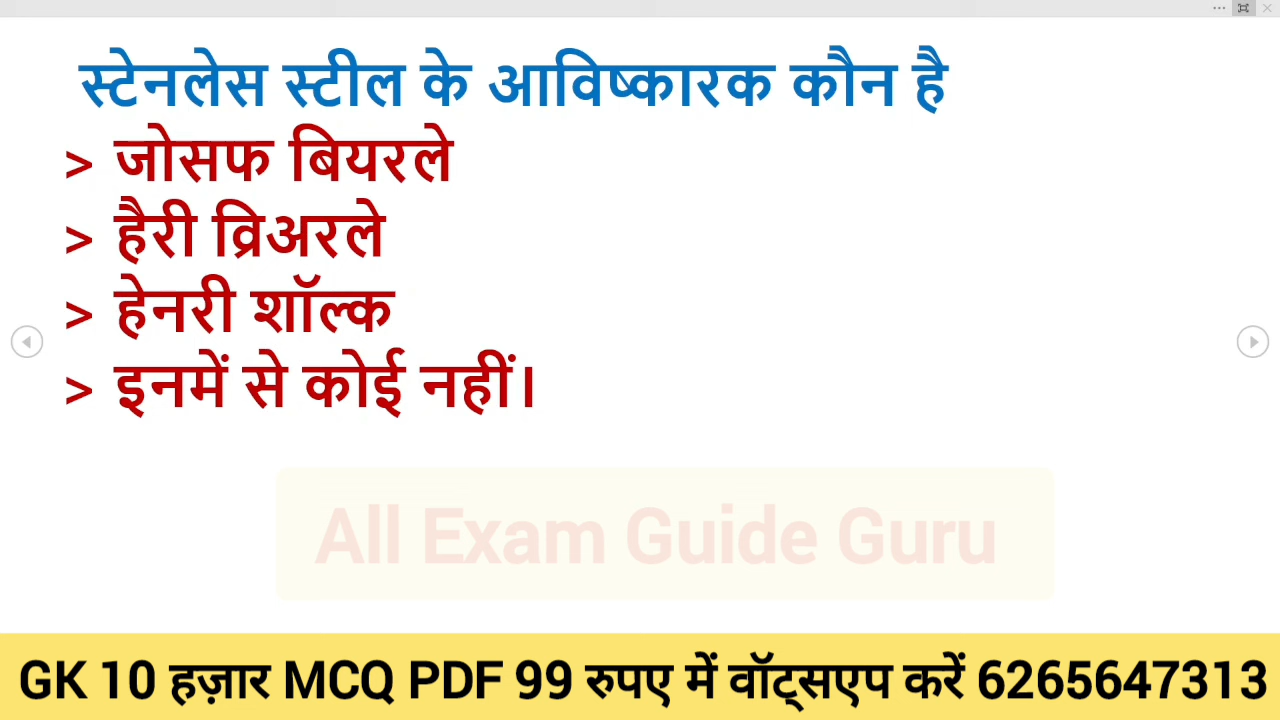 स्टेनलेस स्टील के आविष्कारक कौन है
> जोसफ बियरले
> हैरी व्रिअरले
> हेनरी शॉल्क
> इनमें से कोई नहीं।
All Exam Guide Guru
GK 10 हज़ार MCQ PDF 99 रुपए में वॉट्सएप करें 6265647313